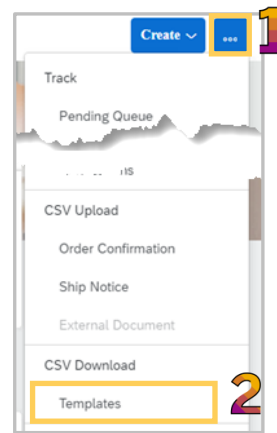 Create
1
Track
Pending Queue
CSV Upload
Order Confirmation
Ship Notice
External Document
CSV Download
Templates
2